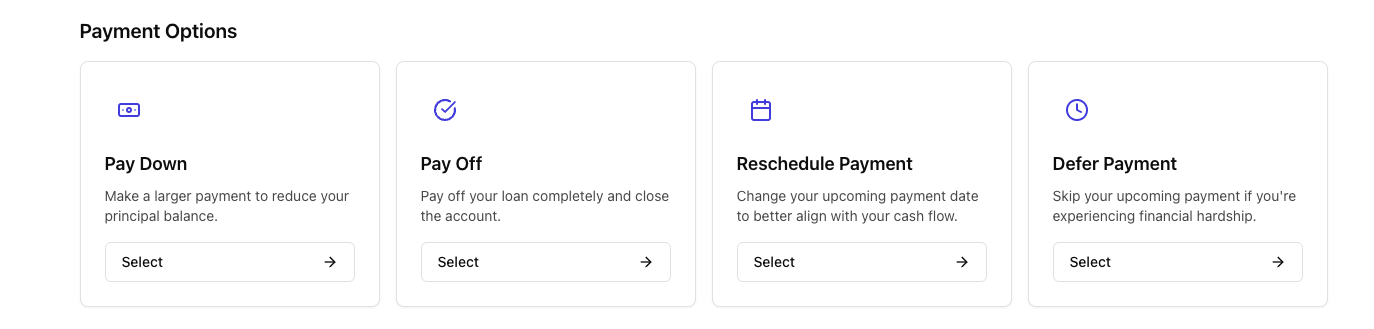 Payment Options
Pay Down
Make a larger payment to reduce your
principal balance.
Select
Pay Off
Pay off your loan completely and close
the account.
Select
Reschedule Payment
Change your upcoming payment date
to better align with your cash flow.
Select
Defer Payment
Skip your upcoming payment if you're
experiencing financial hardship.
Select